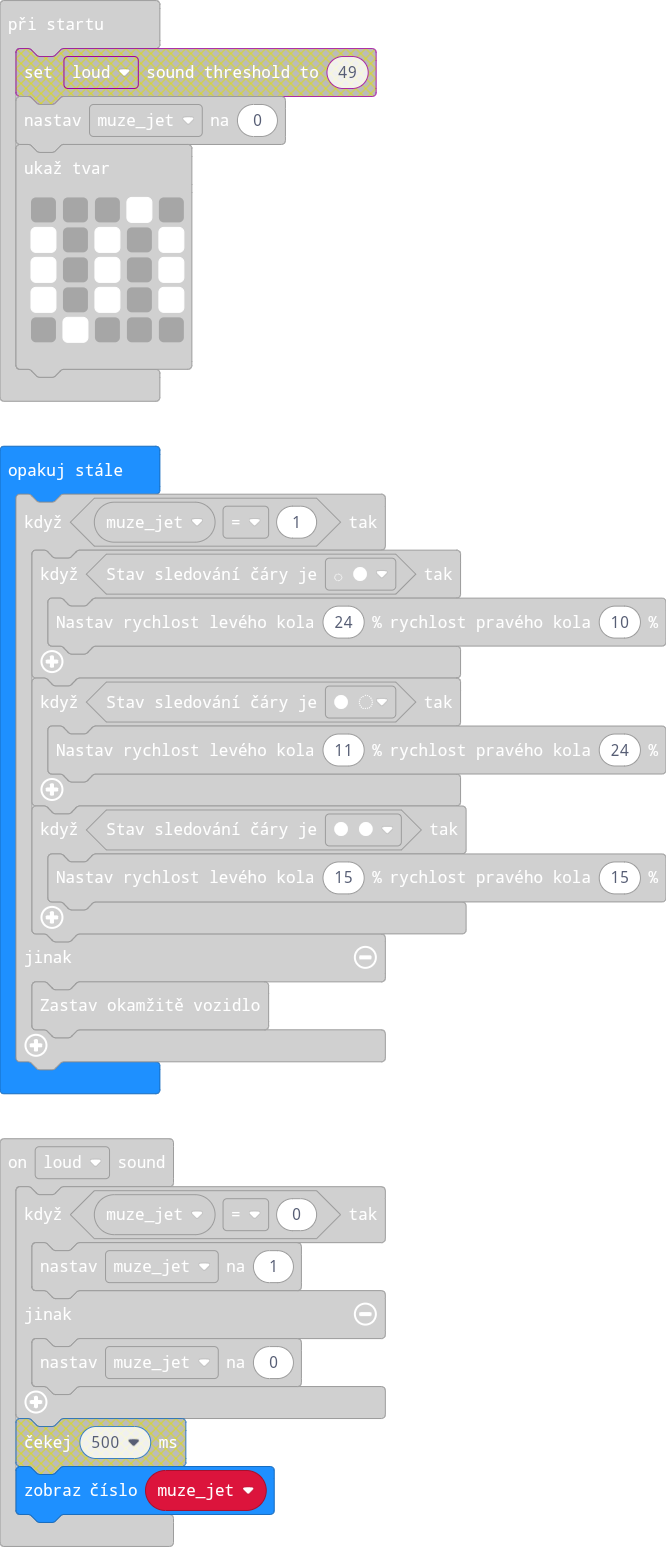 při startu
set loud sound threshold to 49
nastav muze_jet na 0
ukaž tvar
opakuj stále
když muze_jet = 1 tak
když Stav sledování čáry je tak
Nastav rychlost levého kola 24 % rychlost pravého kola 10 %
když Stav sledování čáry je tak
Nastav rychlost levého kola 11 % rychlost pravého kola 24 %
když Stav sledování čáry je tak
Nastav rychlost levého kola 15 % rychlost pravého kola 15 %
jinak
Zastav okamžitě vozidlo
on loud sound
když muze_jet = 0 tak
nastav muze_jet na 1
jinak
nastav muze_jet na 0
čekej 500 ms
zobraz číslo muze_jet